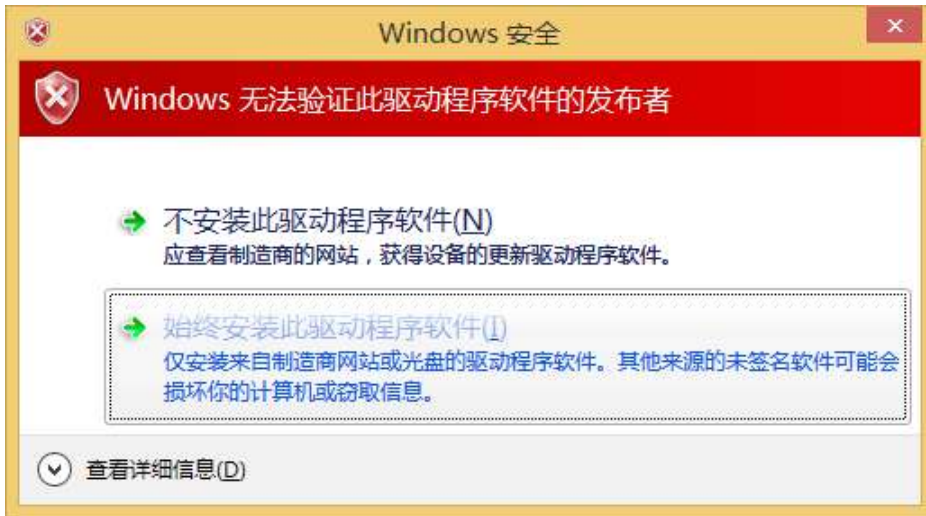 Windows 安全
Windows 无法验证此驱动程序软件的发布者
不安装此驱动程序软件(N)
应查看制造商的网站，获得设备的更新驱动程序软件。
始终安装此驱动程序软件(I)
仅安装来自制造商网站或光盘的驱动程序软件。其他来源的未签名软件可能会
损坏你的计算机或窃取信息。
查看详细信息(D)